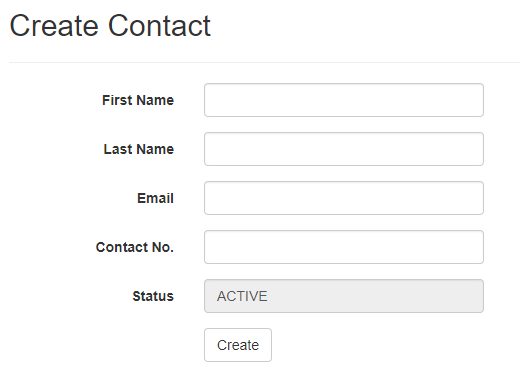 Create Contact
First Name
Last Name
Email
Contact No.
Status ACTIVE
Create